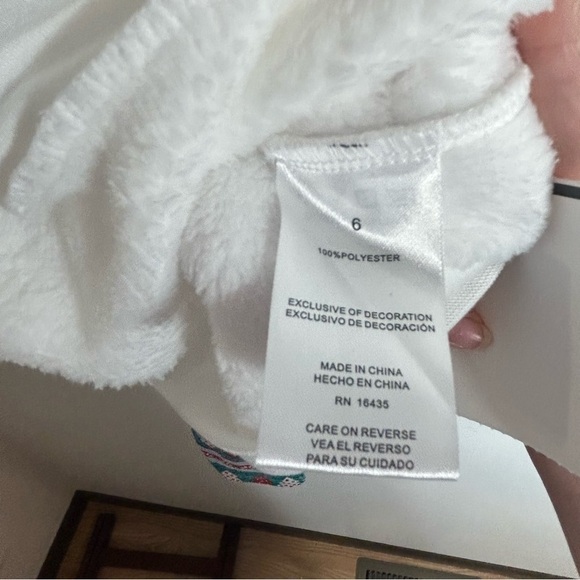 6
100%POLYESTER
EXCLUSIVE OF DECORATION
EXCLUSIVO DE DECORACIÓN
MADE IN CHINA
HECHO EN CHINA
RN 16435
CARE ON REVERSE
VEA EL REVERSO
PARA SU CUIDADO